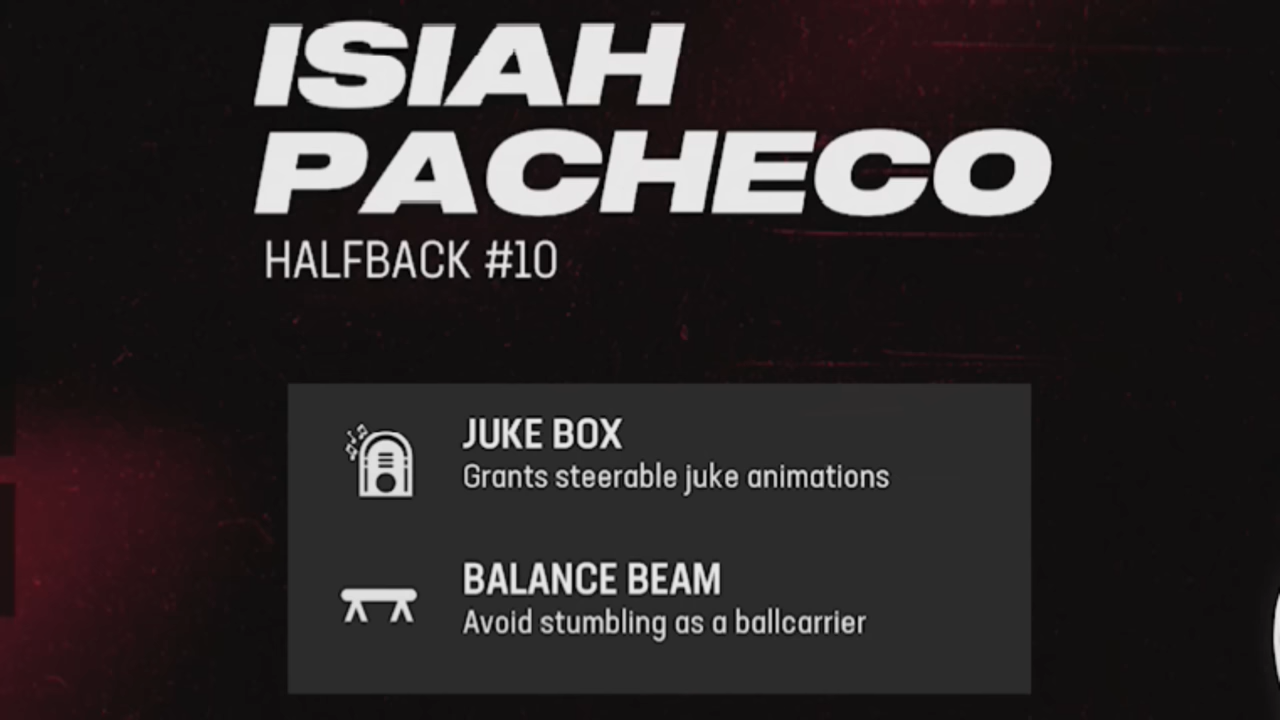 ISIAH
PACHECO
HALFBACK #10
JUKE BOX
Grants steerable juke animations
BALANCE BEAM
Avoid stumbling as a ballcarrier